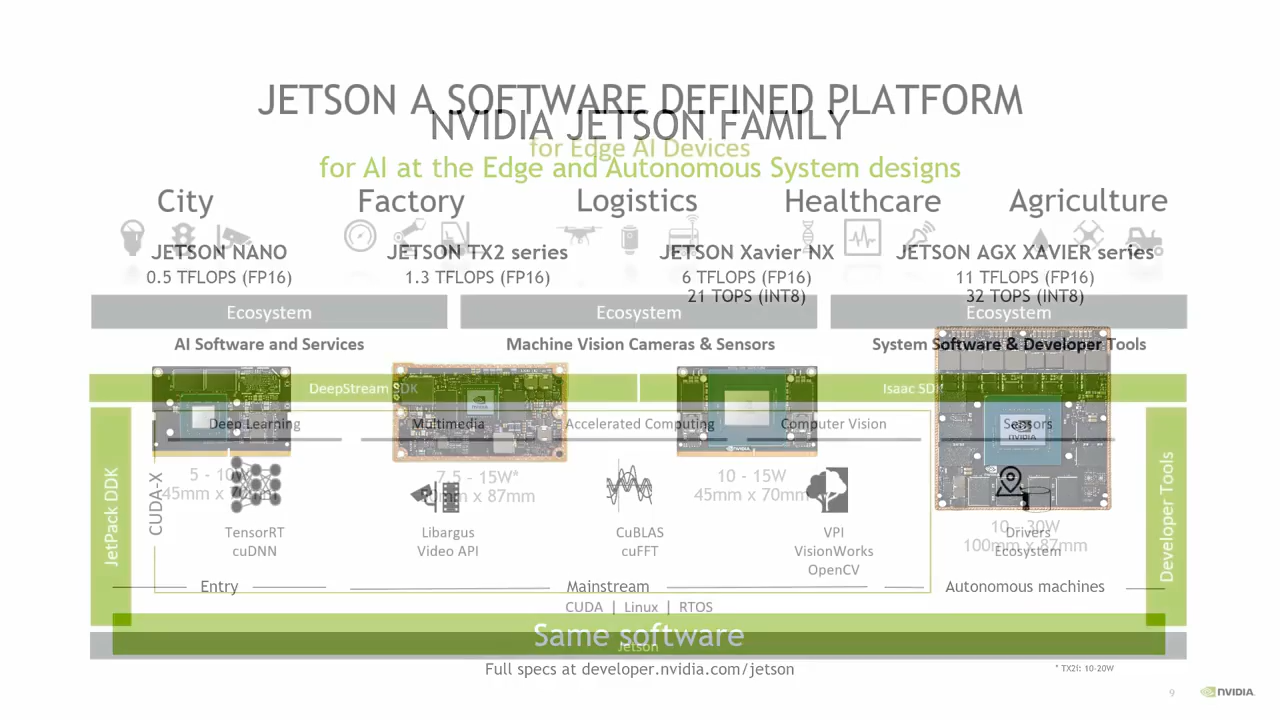 JETSON A SOFTWARE DEFINED PLATFORM
NVIDIA JETSON FAMILY
for Edge AI Devices
for AI at the Edge and Autonomous System designs
City Factory Logistics Healthcare Agriculture
JETSON NANO JETSON TX2 series JETSON Xavier NX JETSON AGX XAVIER series
0.5 TFLOPS (FP16) 1.3 TFLOPS (FP16) 6 TFLOPS (FP16) 11 TFLOPS (FP16)
21 TOPS (INT8) 32 TOPS (INT8)
Ecosystem Ecosystem Ecosystem
AI Software and Services Machine Vision Cameras & Sensors System Software & Developer Tools
DeepStream SDK Isaac SDK
Deep Learning Multimedia Accelerated Computing Computer Vision Sensors
JetPack DDK
CUDA-X
Developer Tools
5 - 10W 7.5 - 15W* 10 - 15W
45mm x 87mm 45mm x 70mm
10 - 30W
100mm x 87mm
TensorRT Libargus CuBLAS VPI Drivers
cuDNN Video API cuFFT VisionWorks Ecosystem
OpenCV
Entry Mainstream Autonomous machines
CUDA | Linux | RTOS
Same software
Jetson
Full specs at developer.nvidia.com/jetson
* TX2i: 10-20W
9
NVIDIA.